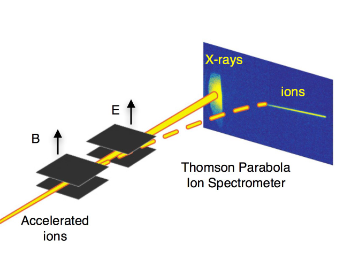 X-rays
ions
E
B
Thomson Parabola
Ion Spectrometer
Accelerated
ions